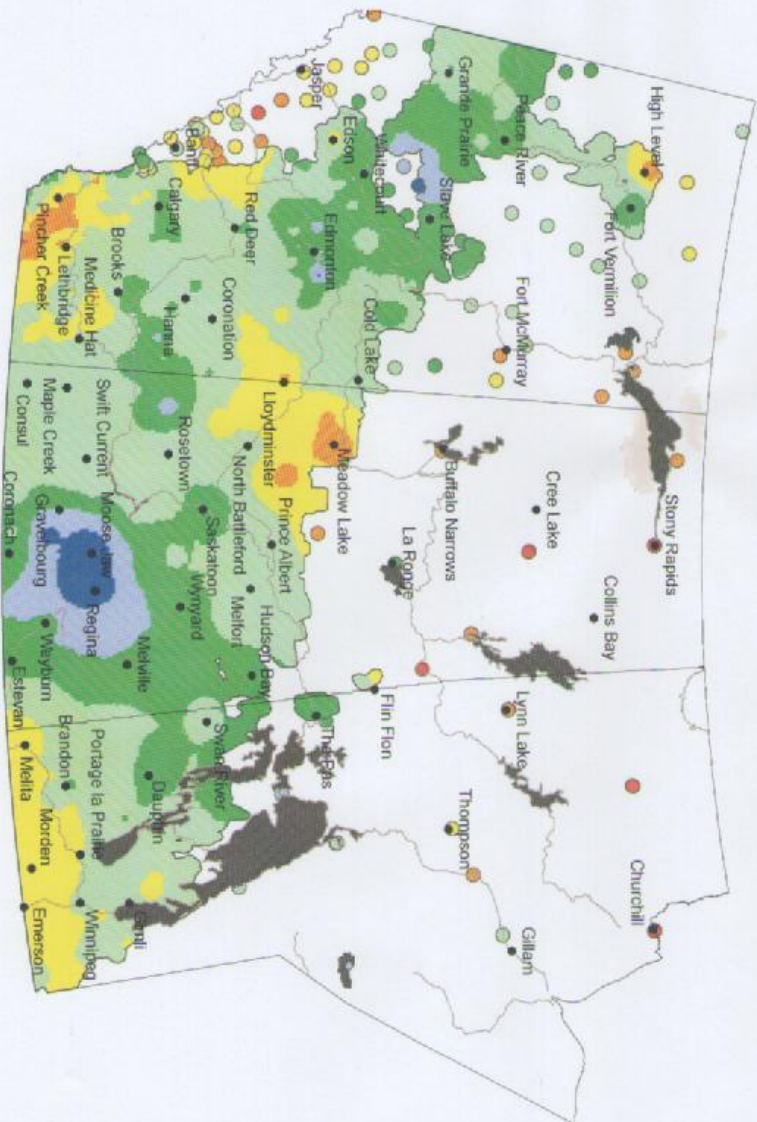 High Level
Fort Vermilion
Stony Rapids
Collins Bay
Churchill
Peace River
Grande Prairie
Slave Lake
Fort McMurray
Cree Lake
Buffalo Narrows
La Ronge
Lynn Lake
Thompson
Gillam
Jasper
Edson
Whitecourt
Cold Lake
Meadow Lake
Flin Flon
The Pas
Banff
Red Deer
Edmonton
Lloydminster
Prince Albert
North Battleford
Melfort
Hudson Bay
Calgary
Coronation
Hanna
Brooks
Rosetown
Saskatoon
Wynyard
Swan River
Dauphin
Pincher Creek
Lethbridge
Medicine Hat
Swift Current
Maple Creek
Consul
Moose Jaw
Gravelbourg
Coronach
Regina
Melville
Weyburn
Estevan
Portage la Prairie
Brandon
Melita
Morden
Gimli
Winnipeg
Emerson